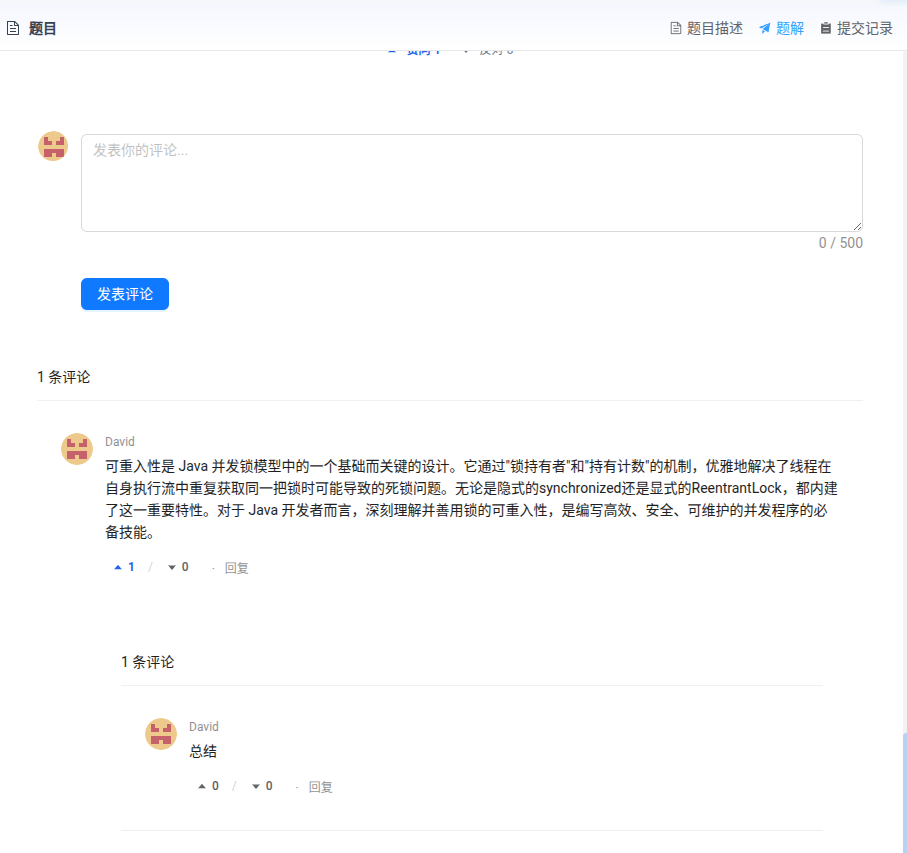 题目
题目描述 题解 提交记录
发表你的评论...
0 / 500
发表评论
1 条评论
David
可重入性是 Java 并发锁模型中的一个基础而关键的设计。它通过"锁持有者"和"持有计数"的机制，优雅地解决了线程在
自身执行流中重复获取同一把锁时可能导致的死锁问题。无论是隐式的synchronized还是显式的ReentrantLock，都内建
了这一重要特性。对于 Java 开发者而言，深刻理解并善用锁的可重入性，是编写高效、安全、可维护的并发程序的必
备技能。
1 / 0 · 回复
1 条评论
David
总结
0 / 0 · 回复